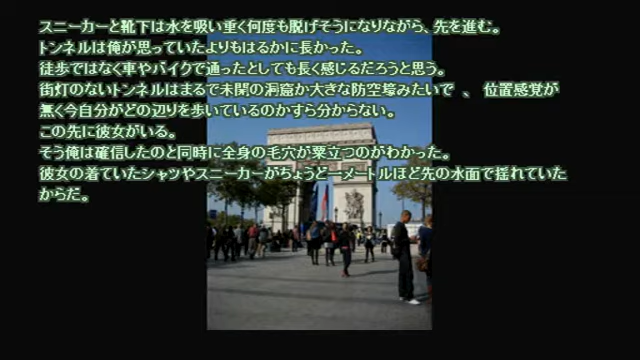 スニーカーと靴下は水を吸い重く何度も脱げそうになりながら、先を進む。
トンネルは俺が思っていたよりもはるかに長かった。
徒歩ではなく車やバイクで通ったとしても長く感じるだろうと思う。
街灯のないトンネルはまるで未開の洞窟か大きな防空壕みたいで 、 位置感覚が
無く今自分がどの辺りを歩いているのかすら分からない。
この先に彼女がいる。
そう俺は確信したのと同時に全身の毛穴が粟立つのがわかった。
彼女の着ていたシャツやスニーカーがちょうど一メートルほど先の水面で揺れていた
からだ。